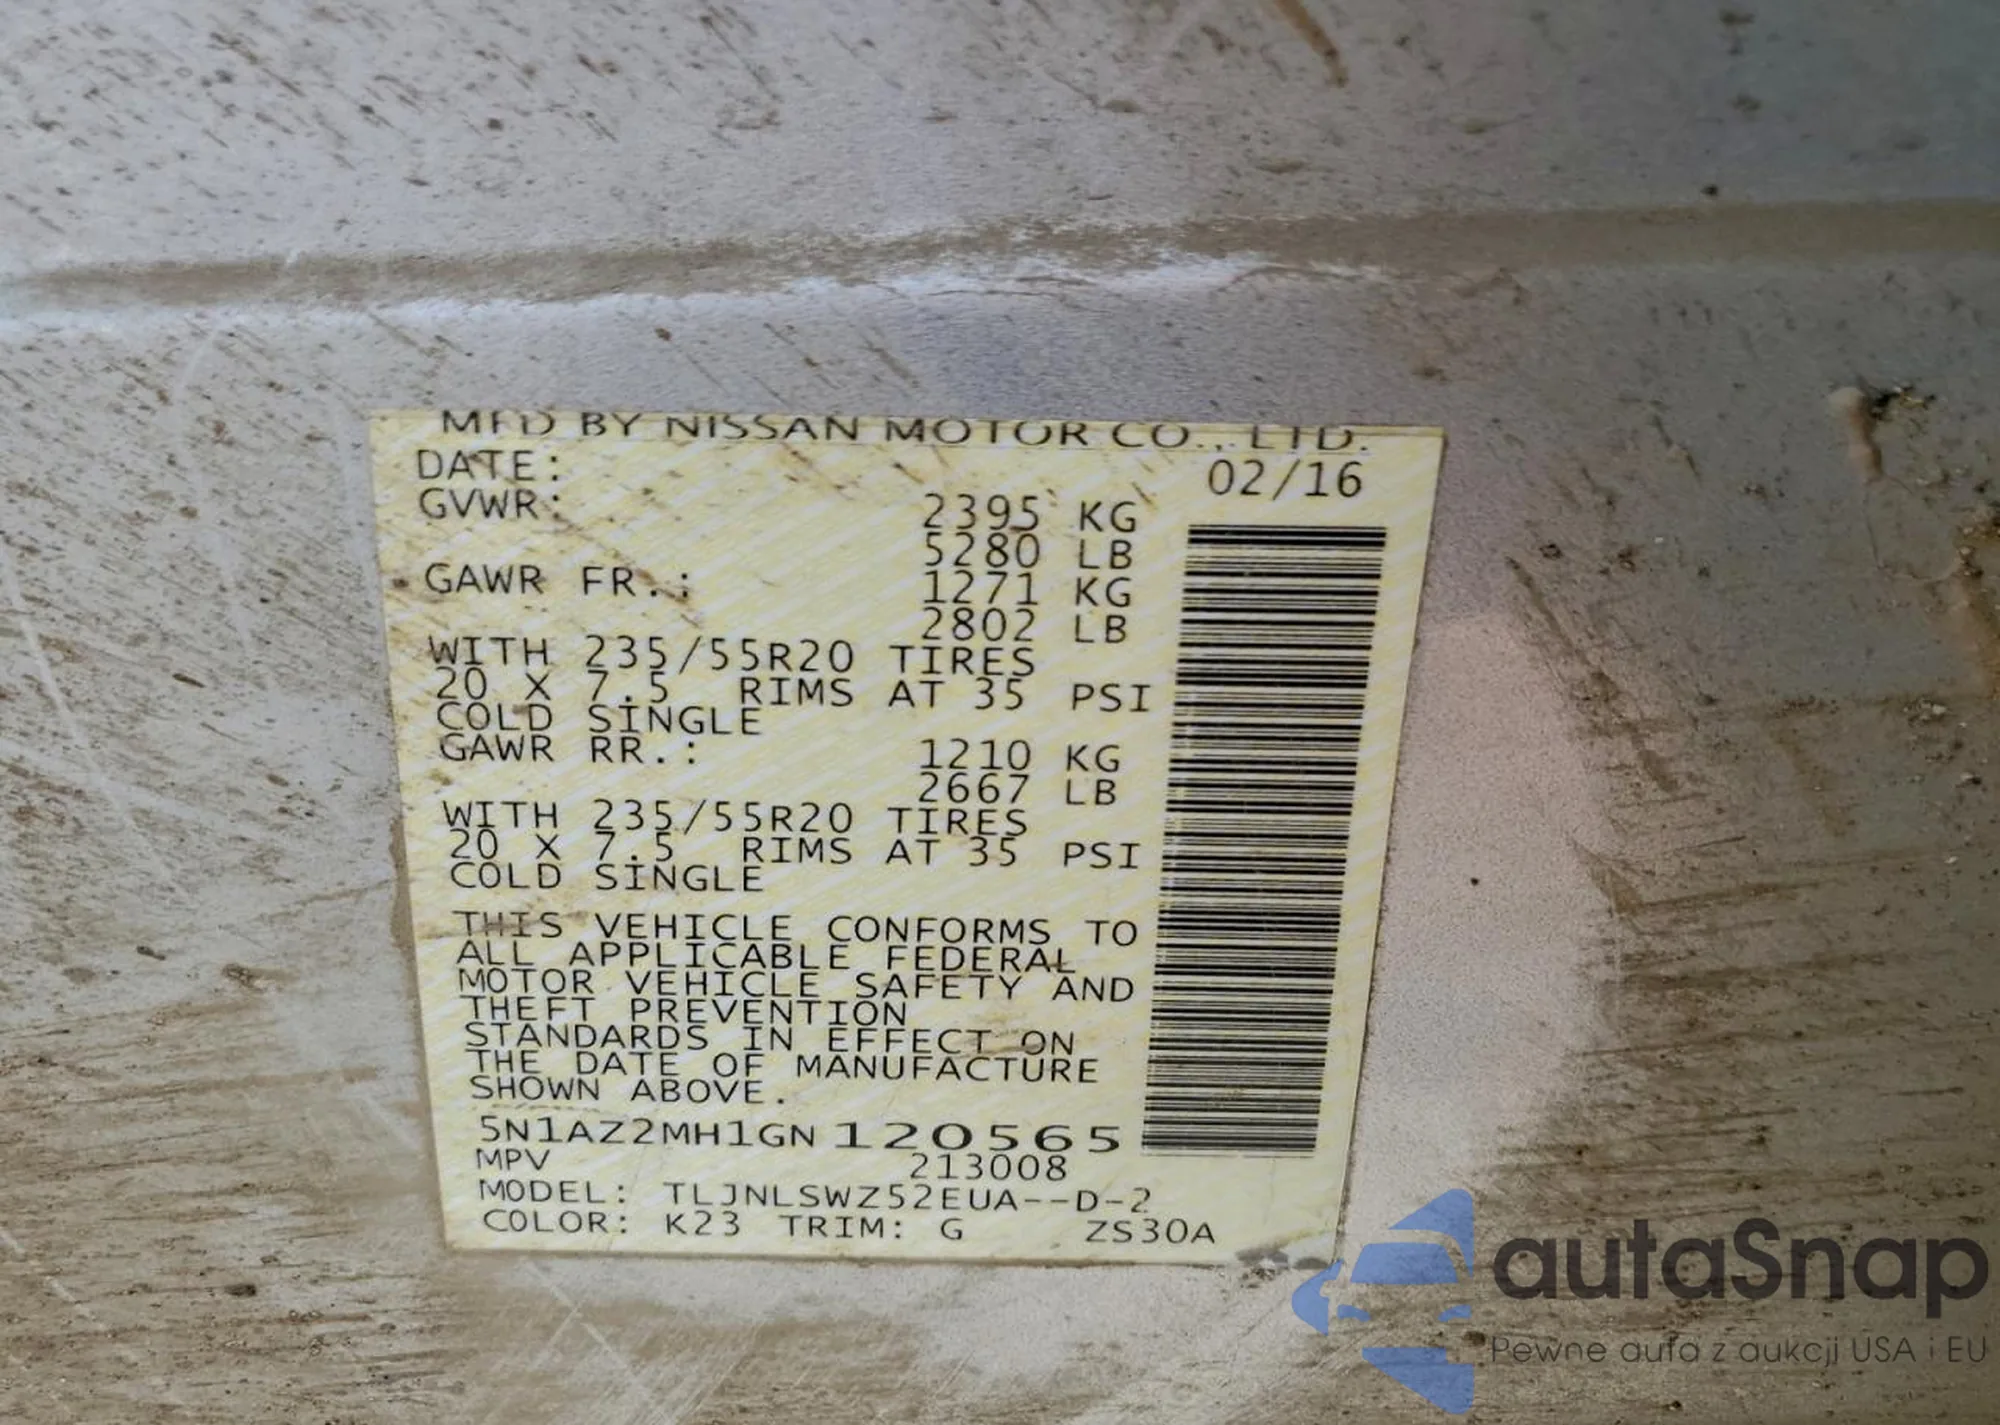 MFD BY NISSAN MOTOR CO., LTD.
DATE: 02/16
GVWR: 2395 KG
5280 LB
GAWR FR.: 1271 KG
2802 LB
WITH 235/55R20 TIRES
20 X 7.5 RIMS AT 35 PSI
COLD SINGLE
GAWR RR.: 1210 KG
2667 LB
WITH 235/55R20 TIRES
20 X 7.5 RIMS AT 35 PSI
COLD SINGLE
THIS VEHICLE CONFORMS TO
ALL APPLICABLE FEDERAL
MOTOR VEHICLE SAFETY AND
THEFT PREVENTION
STANDARDS IN EFFECT ON
THE DATE OF MANUFACTURE
SHOWN ABOVE.
5N1AZ2MH1GN120565
MPV 213008
MODEL: TLJNLSWZ52EUA--D-2
COLOR: K23 TRIM: G ZS30A
autaSnap
Pewne auta z aukcji USA i EU